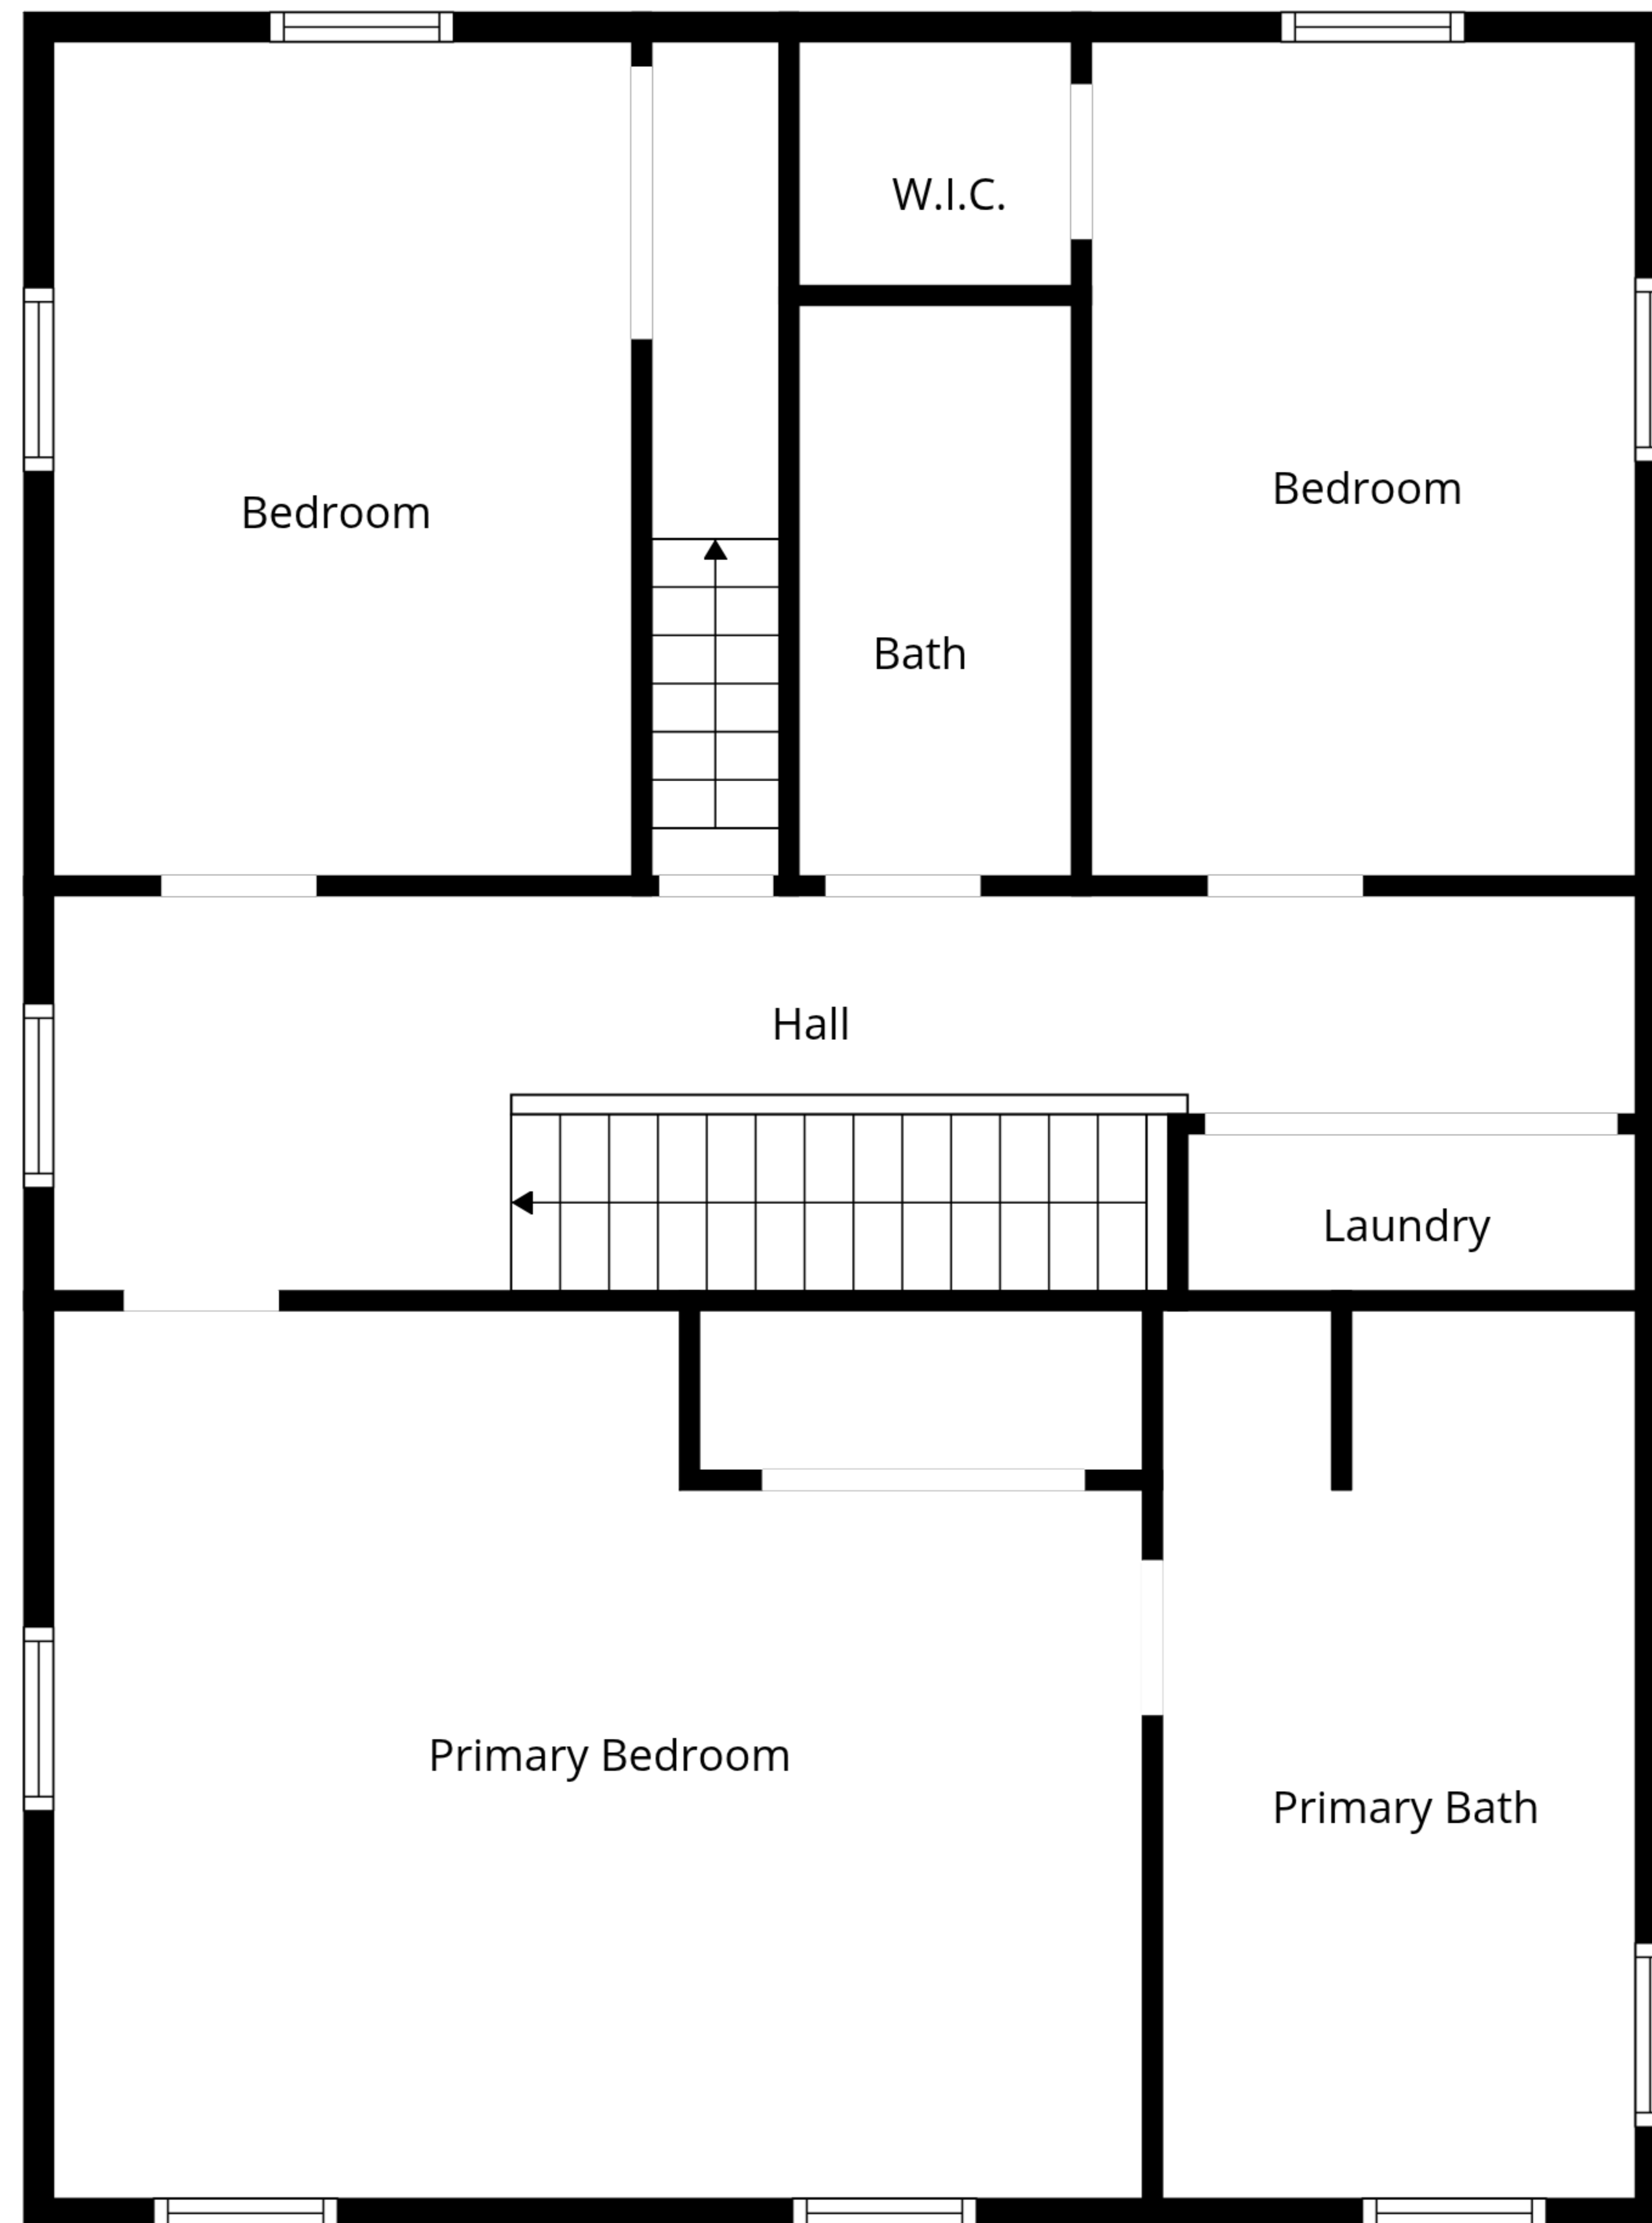 W.I.C.
Bedroom
Bedroom
Bath
Hall
Laundry
Primary Bedroom
Primary Bath